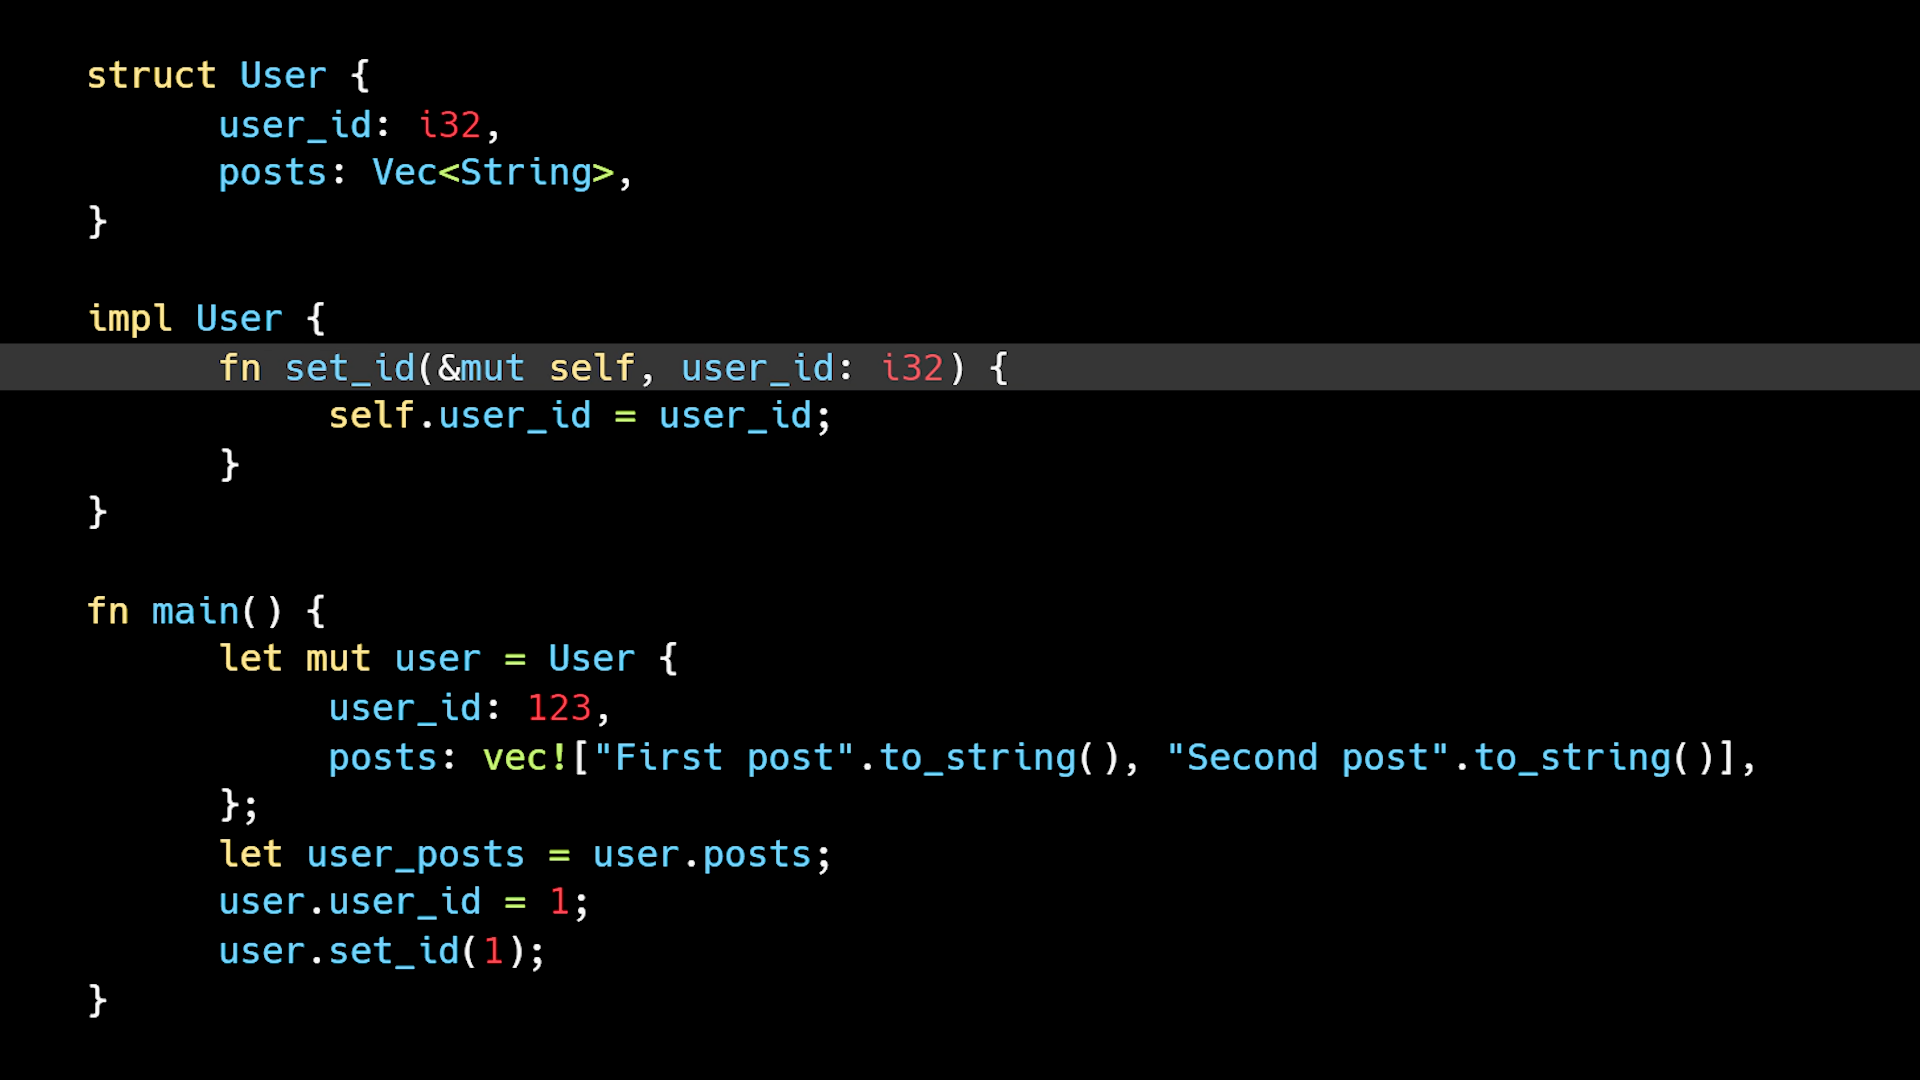 struct User {
user_id: i32,
posts: Vec<String>,
}
impl User {
fn set_id(&mut self, user_id: i32) {
self.user_id = user_id;
}
}
fn main() {
let mut user = User {
user_id: 123,
posts: vec!["First post".to_string(), "Second post".to_string()],
};
let user_posts = user.posts;
user.user_id = 1;
user.set_id(1);
}